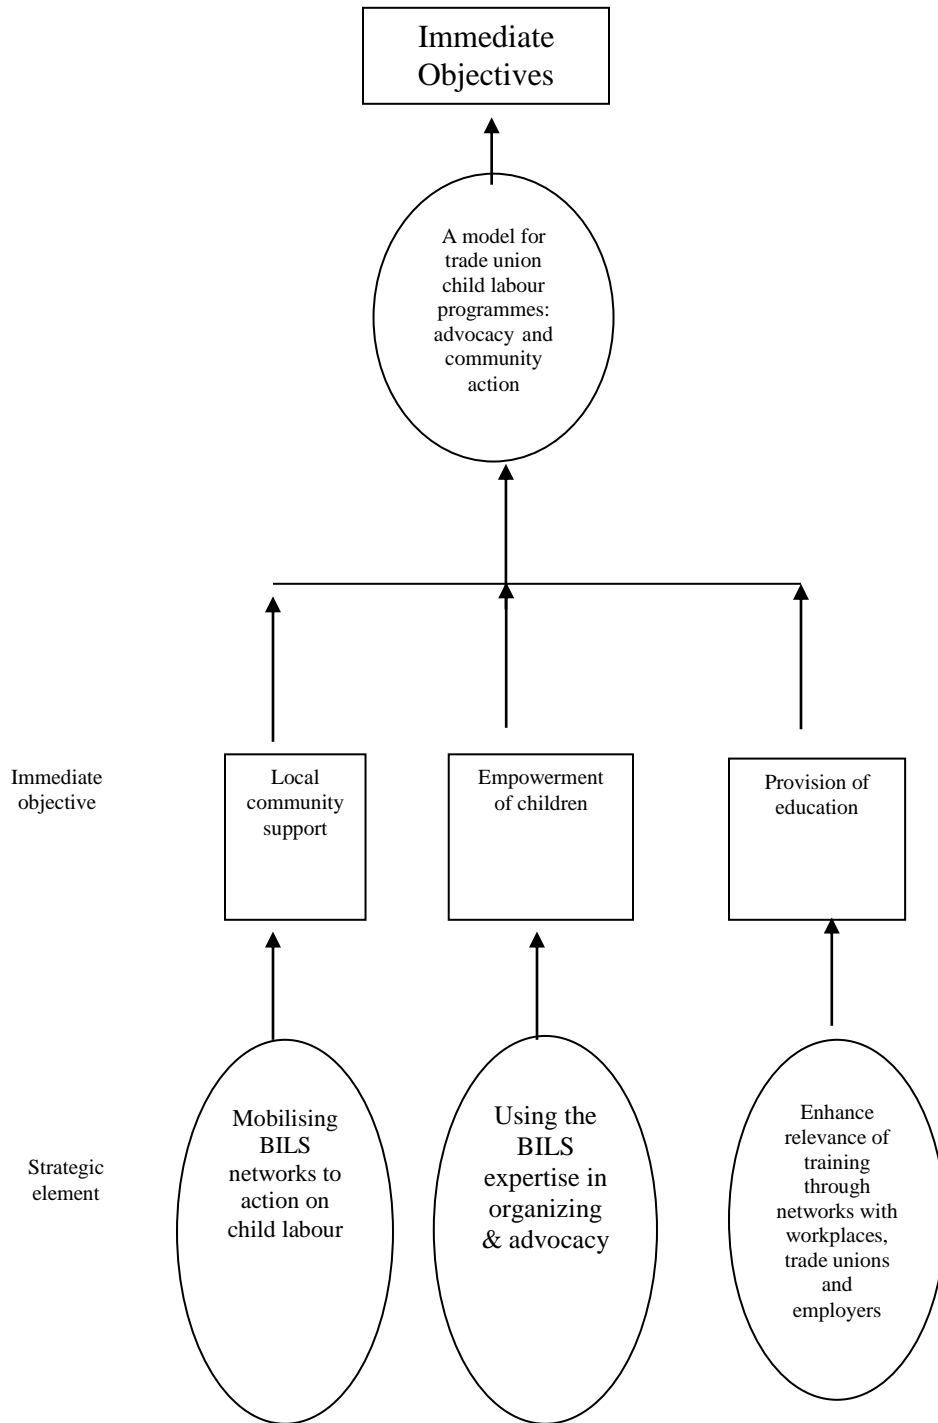 Immediate
Objectives
A model for
trade union
child labour
programmes:
advocacy and
community
action
Immediate
objective
Local
community
support
Empowerment
of children
Provision of
education
Strategic
element
Mobilising
BILS
networks to
action on
child labour
Using the
BILS
expertise in
organizing
& advocacy
Enhance
relevance of
training
through
networks with
workplaces,
trade unions
and
employers